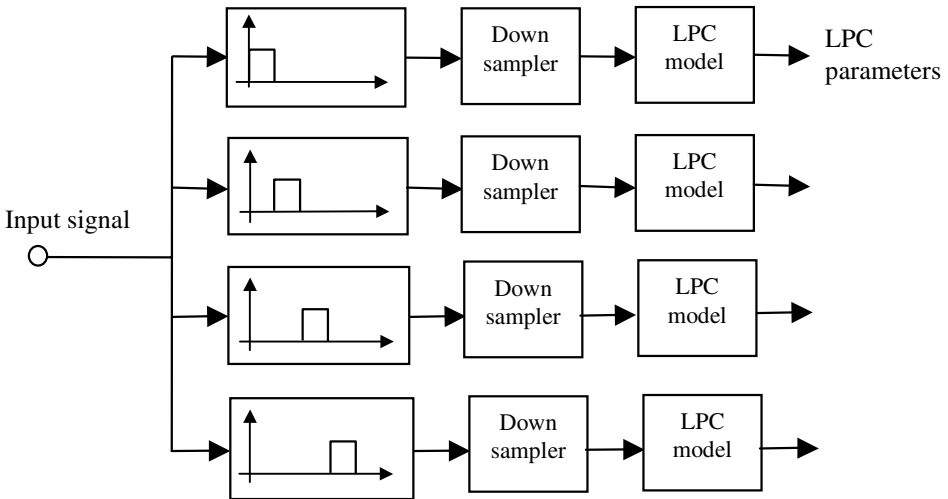 Down
sampler
LPC
model
LPC
parameters
Down
sampler
LPC
model
Input signal
Down
sampler
LPC
model
Down
sampler
LPC
model